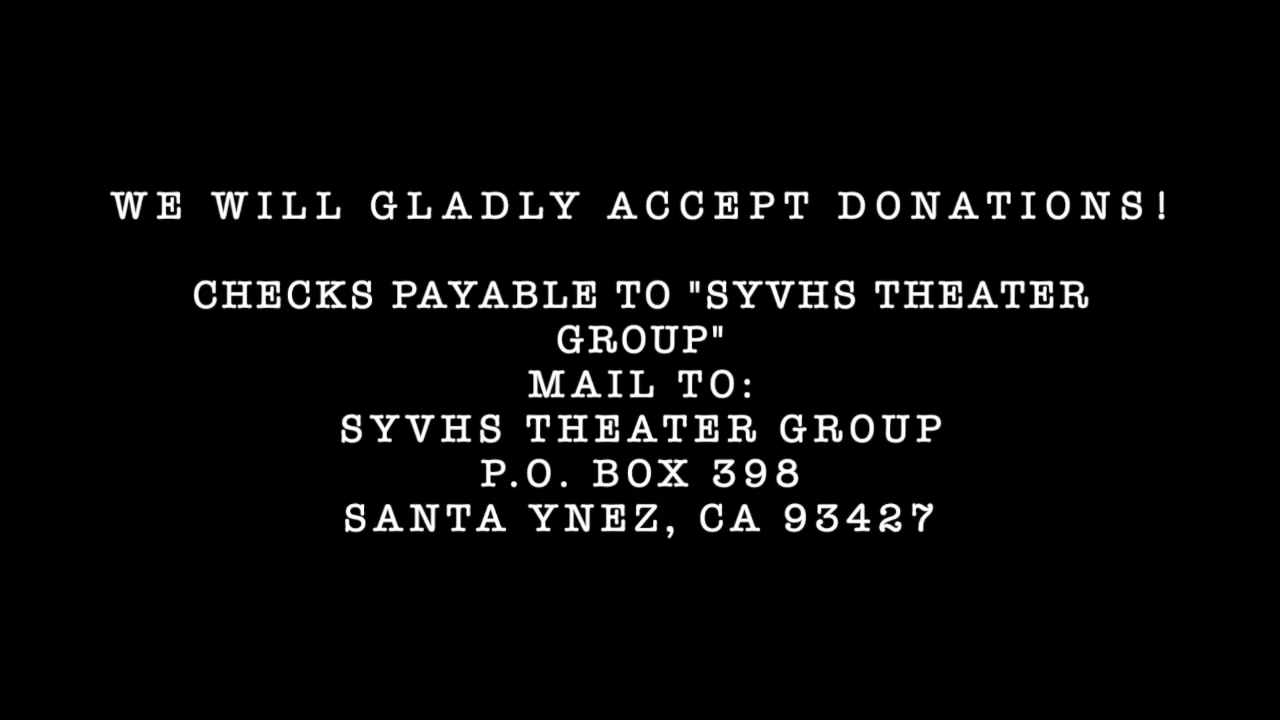 WE WILL GLADLY ACCEPT DONATIONS!
CHECKS PAYABLE TO "SYVHS THEATER
GROUP"
MAIL TO:
SYVHS THEATER GROUP
P.O. BOX 398
SANTA YNEZ, CA 93427